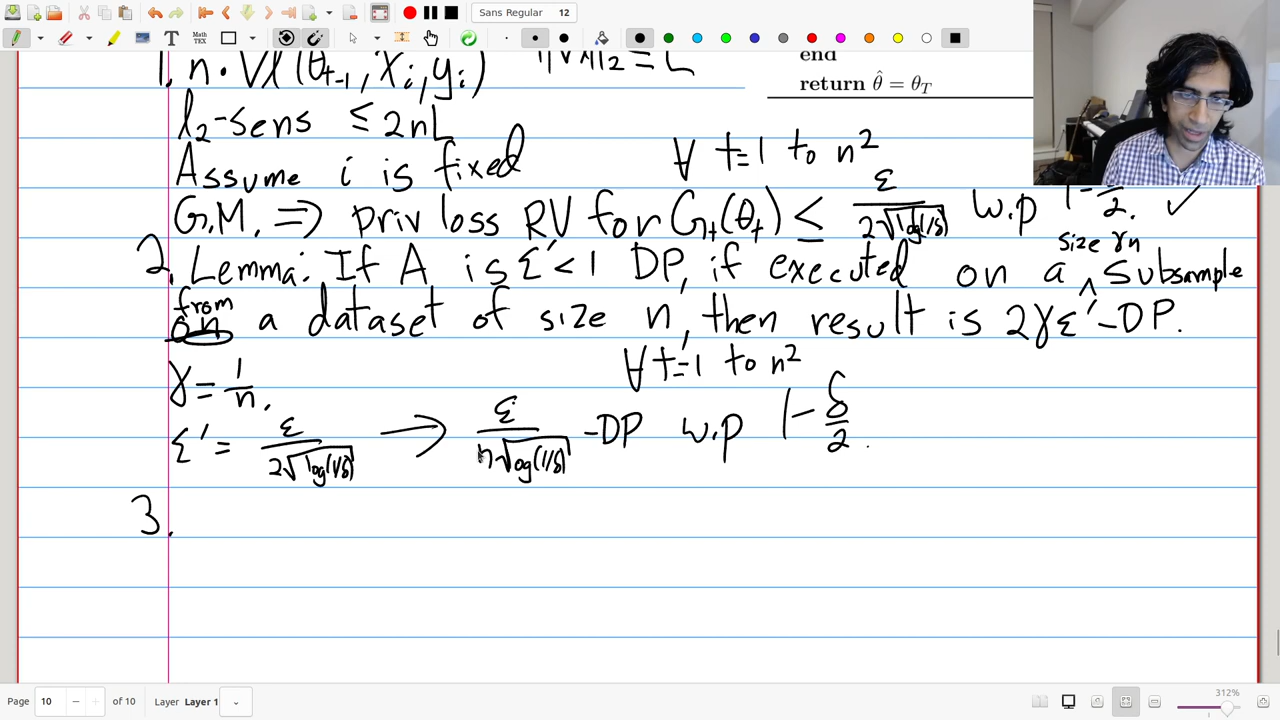 Sans Regular 12
end
return θ̂ = θ_T
1. n·∇ℓ(θ_{t-1}, x_i, y_i)
ℓ₂-sens ≤ 2nL
Assume i is fixed
∀ t=1 to n²
G.M. ⇒ priv loss RV for G_t(θ_t) ≤ ε/(2√log(1/δ)) w.p 1-δ/2. ✓
2. Lemma: If A is ε'<1 DP, if executed on a size γn subsample
from a dataset of size n, then result is 2γε'-DP.
∀ t=1 to n²
γ = 1/n.
ε' = ε/(2√log(1/δ)) → ε/(n√log(1/δ)) -DP w.p 1-δ/2.
3.
Page 10 of 10 Layer Layer 1
312%